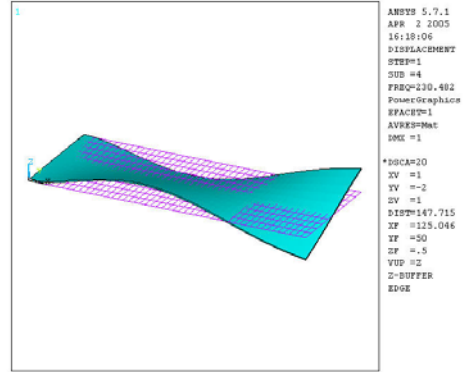 1
ANSYS 5.7.1
APR 2 2005
16:18:06
DISPLACEMENT
STEP=1
SUB =4
FREQ=230.482
PowerGraphics
EFACET=1
AVRES=Mat
DMX =1
*DSCA=20
XV =1
YV =-2
ZV =1
DIST=147.715
XF =125.046
YF =50
ZF =.5
VUP =Z
Z-BUFFER
EDGE
Z